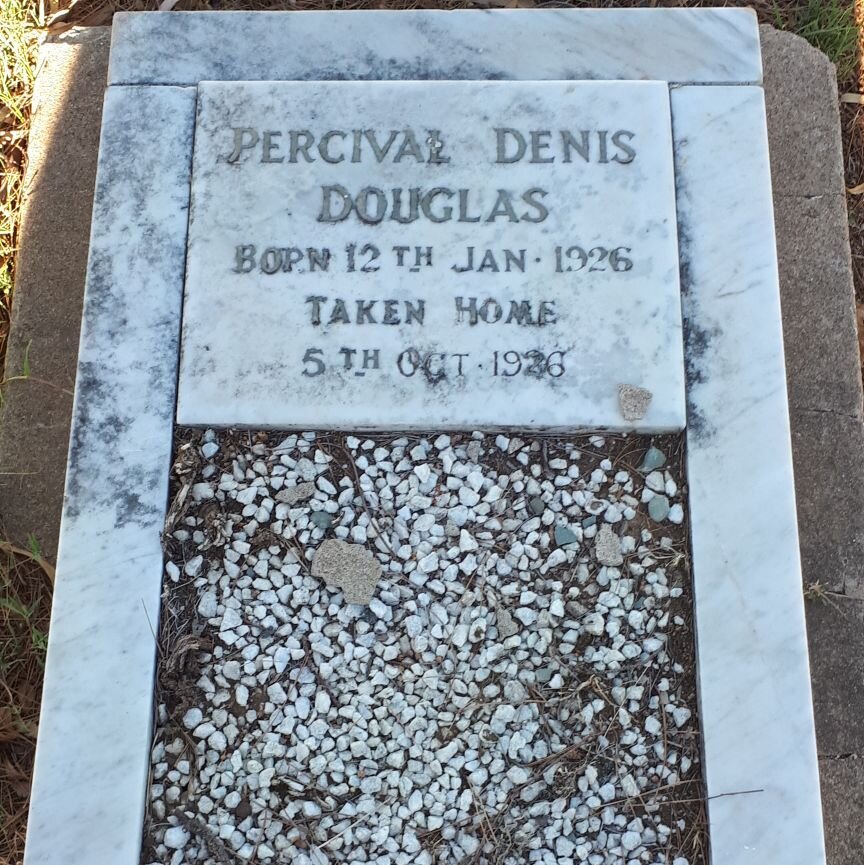 PERCIVAL DENIS
DOUGLAS
BORN 12TH JAN. 1926
TAKEN HOME
5TH OCT. 1926